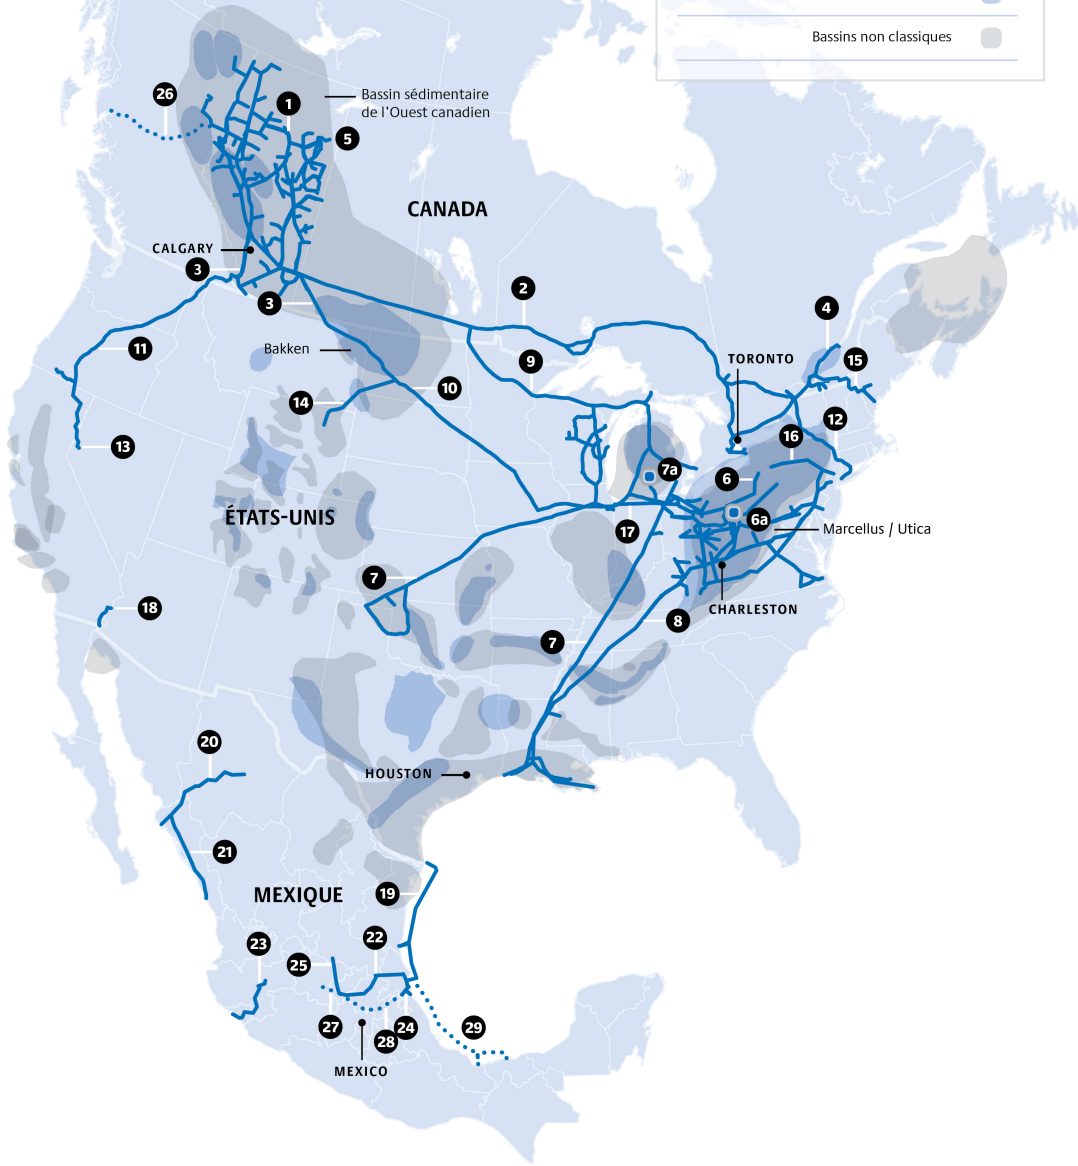 Bassins non classiques
26
1
Bassin sédimentaire
de l'Ouest canadien
5
CANADA
CALGARY
3
3
2
4
11
Bakken
9
TORONTO
15
10
14
13
12
16
7a
6
ÉTATS-UNIS
6a
17
Marcellus / Utica
7
18
CHARLESTON
8
7
20
HOUSTON
21
MEXIQUE
19
22
23
25
27
24
29
28
MEXICO